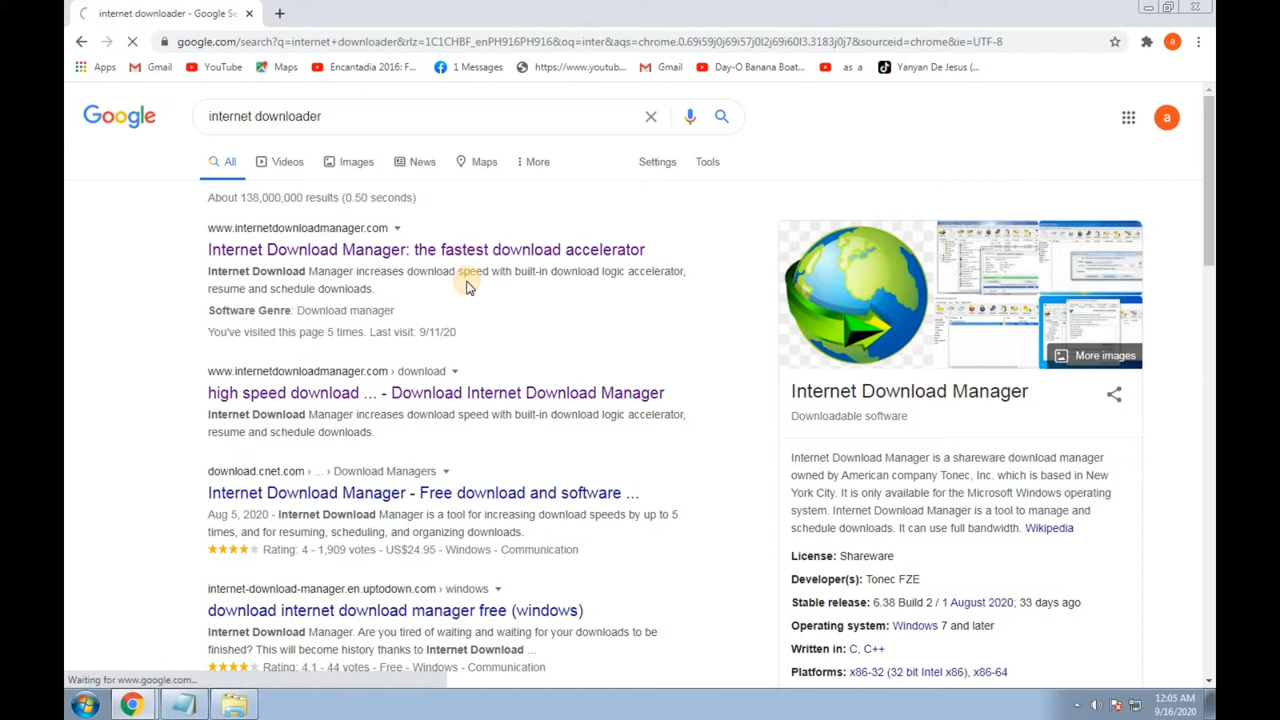 internet downloader - Google Se
google.com/search?q=internet+downloader&rlz=1C1CHBF_enPH916PH916&oq=inter&aqs=chrome.0.69i59j0j69i57j0l2j69i60l3.3183j0j7&sourceid=chrome&ie=UTF-8
a
Apps Gmail YouTube Maps Encantadia 2016: F... 1 Messages https://www.youtub... Gmail Day-O Banana Boat... as a Yanyan De Jesus (...
Google internet downloader a
All Videos Images News Maps More Settings Tools
About 138,000,000 results (0.50 seconds)
www.internetdownloadmanager.com
Internet Download Manager: the fastest download accelerator
Internet Download Manager increases download speed with built-in download logic accelerator,
resume and schedule downloads.
Software Genre: Download manager
You've visited this page 5 times. Last visit: 9/11/20
www.internetdownloadmanager.com › download
high speed download ... - Download Internet Download Manager
Internet Download Manager increases download speed with built-in download logic accelerator,
resume and schedule downloads.
download.cnet.com › ... › Download Managers
Internet Download Manager - Free download and software ...
Aug 5, 2020 - Internet Download Manager is a tool for increasing download speeds by up to 5
times, and for resuming, scheduling, and organizing downloads.
Rating: 4 - 1,909 votes - US$24.95 - Windows - Communication
internet-download-manager.en.uptodown.com › windows
download internet download manager free (windows)
Internet Download Manager. Are you tired of waiting and waiting for your downloads to be
finished? This will become history thanks to Internet Download ...
Rating: 4.1 - 44 votes - Free - Windows - Communication
More images
Internet Download Manager
Downloadable software
Internet Download Manager is a shareware download manager
owned by American company Tonec, Inc. which is based in New
York City. It is only available for the Microsoft Windows operating
system. Internet Download Manager is a tool to manage and
schedule downloads. It can use full bandwidth. Wikipedia
License: Shareware
Developer(s): Tonec FZE
Stable release: 6.38 Build 2 / 1 August 2020; 33 days ago
Operating system: Windows 7 and later
Written in: C, C++
Platforms: x86-32 (32 bit Intel x86), x86-64
Waiting for www.google.com...
12:05 AM
9/16/2020